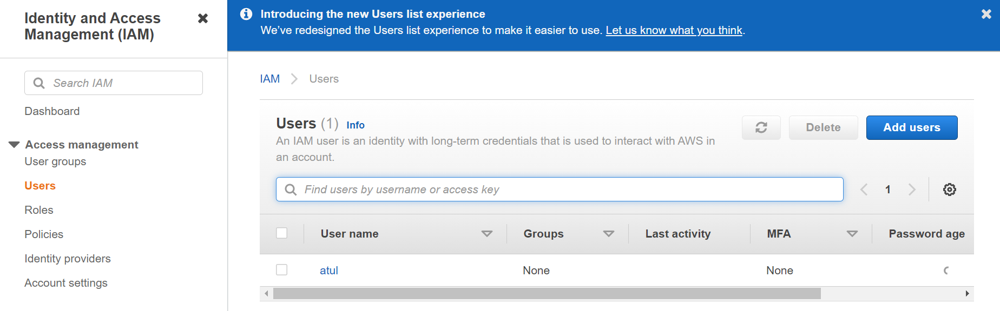 Identity and Access
Management (IAM)
Search IAM
Dashboard
Access management
User groups
Users
Roles
Policies
Identity providers
Account settings
Introducing the new Users list experience
We've redesigned the Users list experience to make it easier to use. Let us know what you think.
IAM Users
Users (1) Info
An IAM user is an identity with long-term credentials that is used to interact with AWS in
an account.
Delete
Add users
Find users by username or access key
1
User name Groups Last activity MFA Password age
atul None None